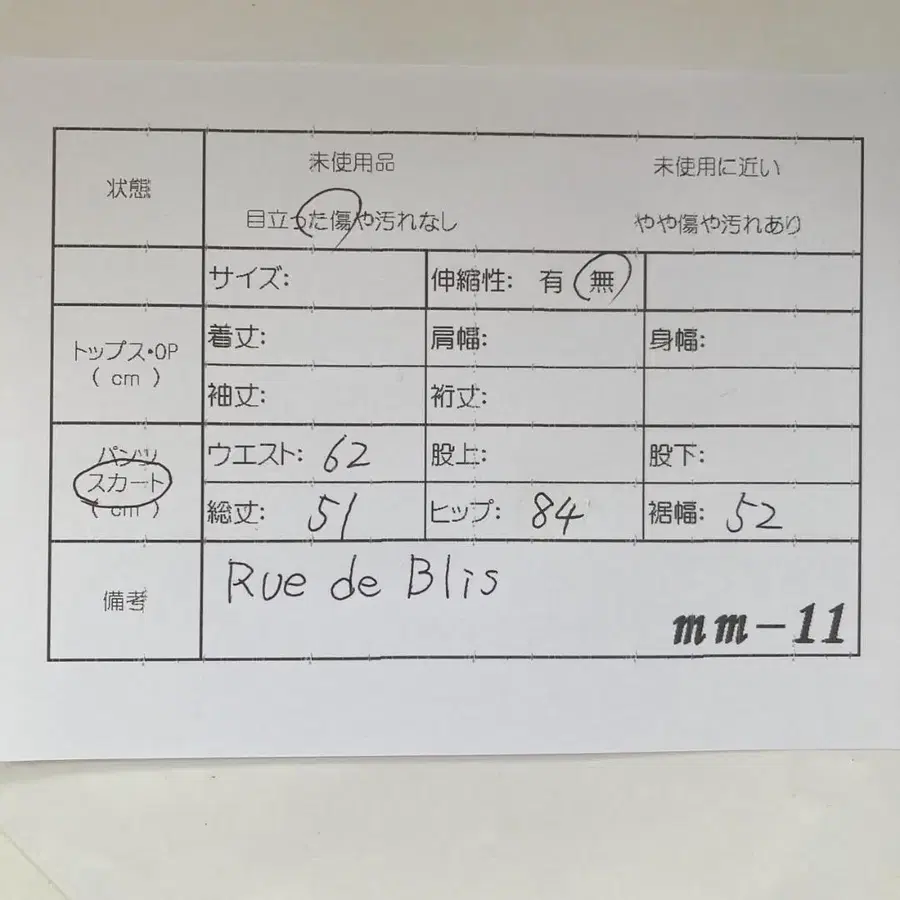 状態
未使用品 未使用に近い
目立った傷や汚れなし やや傷や汚れあり
サイズ: 伸縮性: 有 無
トップス・OP
( cm )
着丈: 肩幅: 身幅:
袖丈: 裄丈:
パンツ
スカート
( cm )
ウエスト: 62 股上: 股下:
総丈: 51 ヒップ: 84 裾幅: 52
備考
Rue de Blis
mm-11